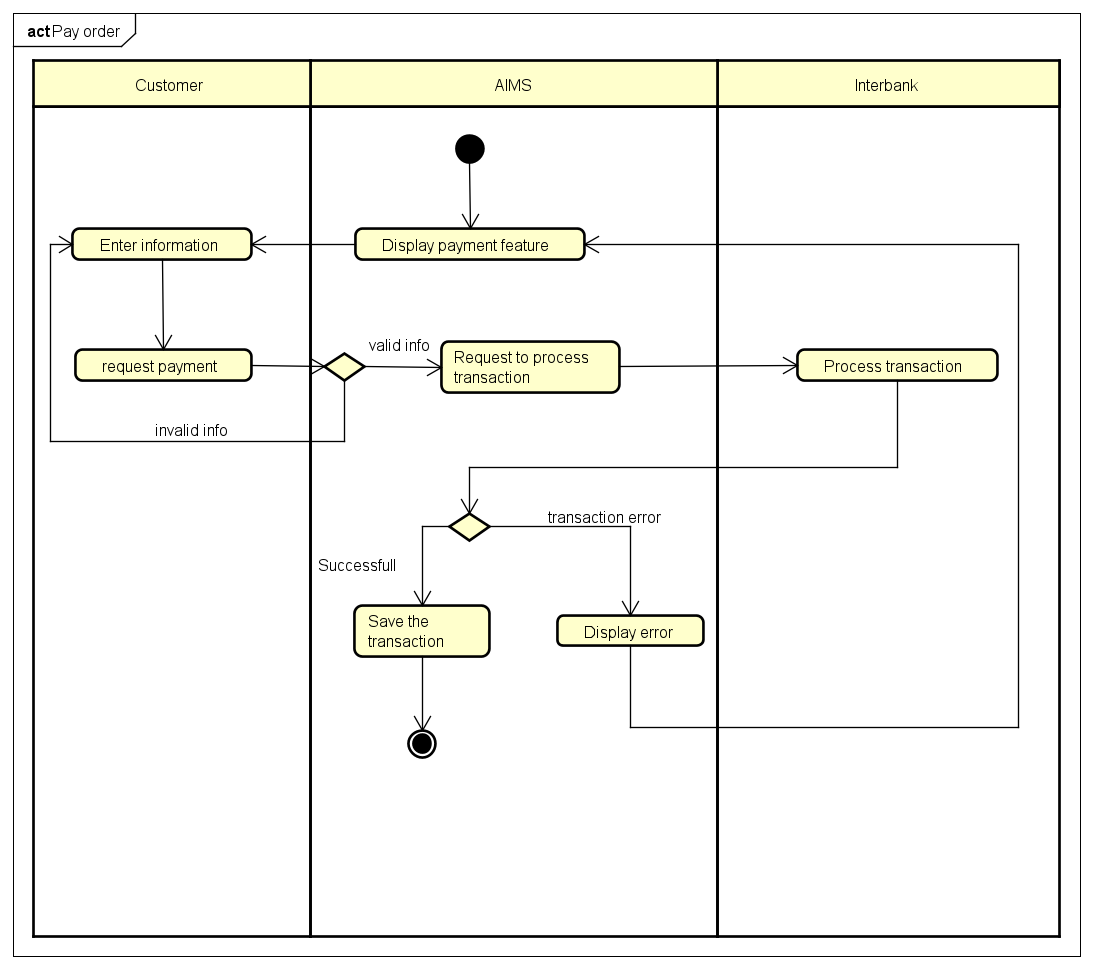 act Pay order
Customer
AIMS
Interbank
Enter information
Display payment feature
valid info
request payment
Request to process
transaction
Process transaction
invalid info
transaction error
Successfull
Save the
transaction
Display error